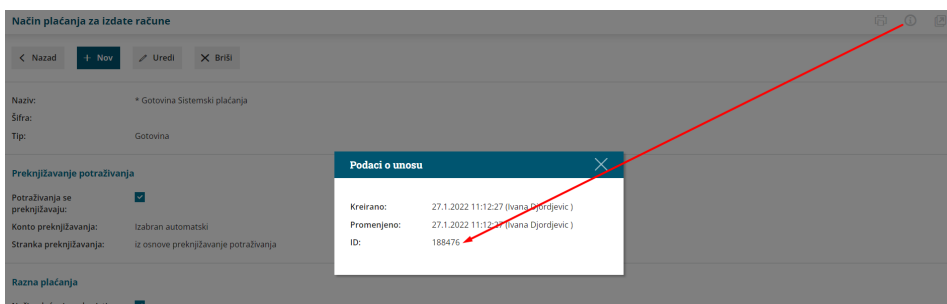 Način plaćanja za izdate račune
Nazad
Nov
Uredi
Briši
Naziv: * Gotovina Sistemski plaćanja
Šifra:
Tip: Gotovina
Preknjižavanje potraživanja
Potraživanja se
preknjižavaju:
Konto preknjižavanja: Izabran automatski
Stranka preknjižavanja: iz osnove preknjižavanje potraživanja
Razna plaćanja
Podaci o unosu
Kreirano: 27.1.2022 11:12:27 (Ivana Djordjevic )
Promenjeno: 27.1.2022 11:12:27 (Ivana Djordjevic )
ID: 188476